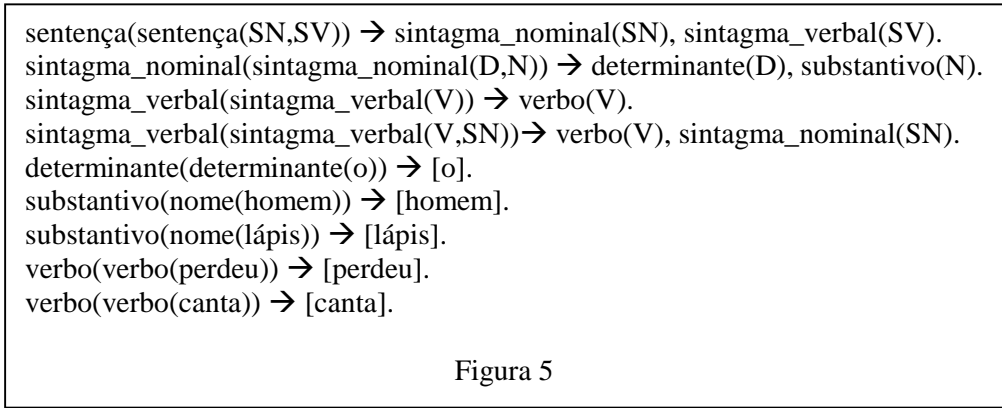 sentença(sentença(SN,SV)) → sintagma_nominal(SN), sintagma_verbal(SV).
sintagma_nominal(sintagma_nominal(D,N)) → determinante(D), substantivo(N).
sintagma_verbal(sintagma_verbal(V)) → verbo(V).
sintagma_verbal(sintagma_verbal(V,SN))→ verbo(V), sintagma_nominal(SN).
determinante(determinante(o)) → [o].
substantivo(nome(homem)) → [homem].
substantivo(nome(lápis)) → [lápis].
verbo(verbo(perdeu)) → [perdeu].
verbo(verbo(canta)) → [canta].
Figura 5